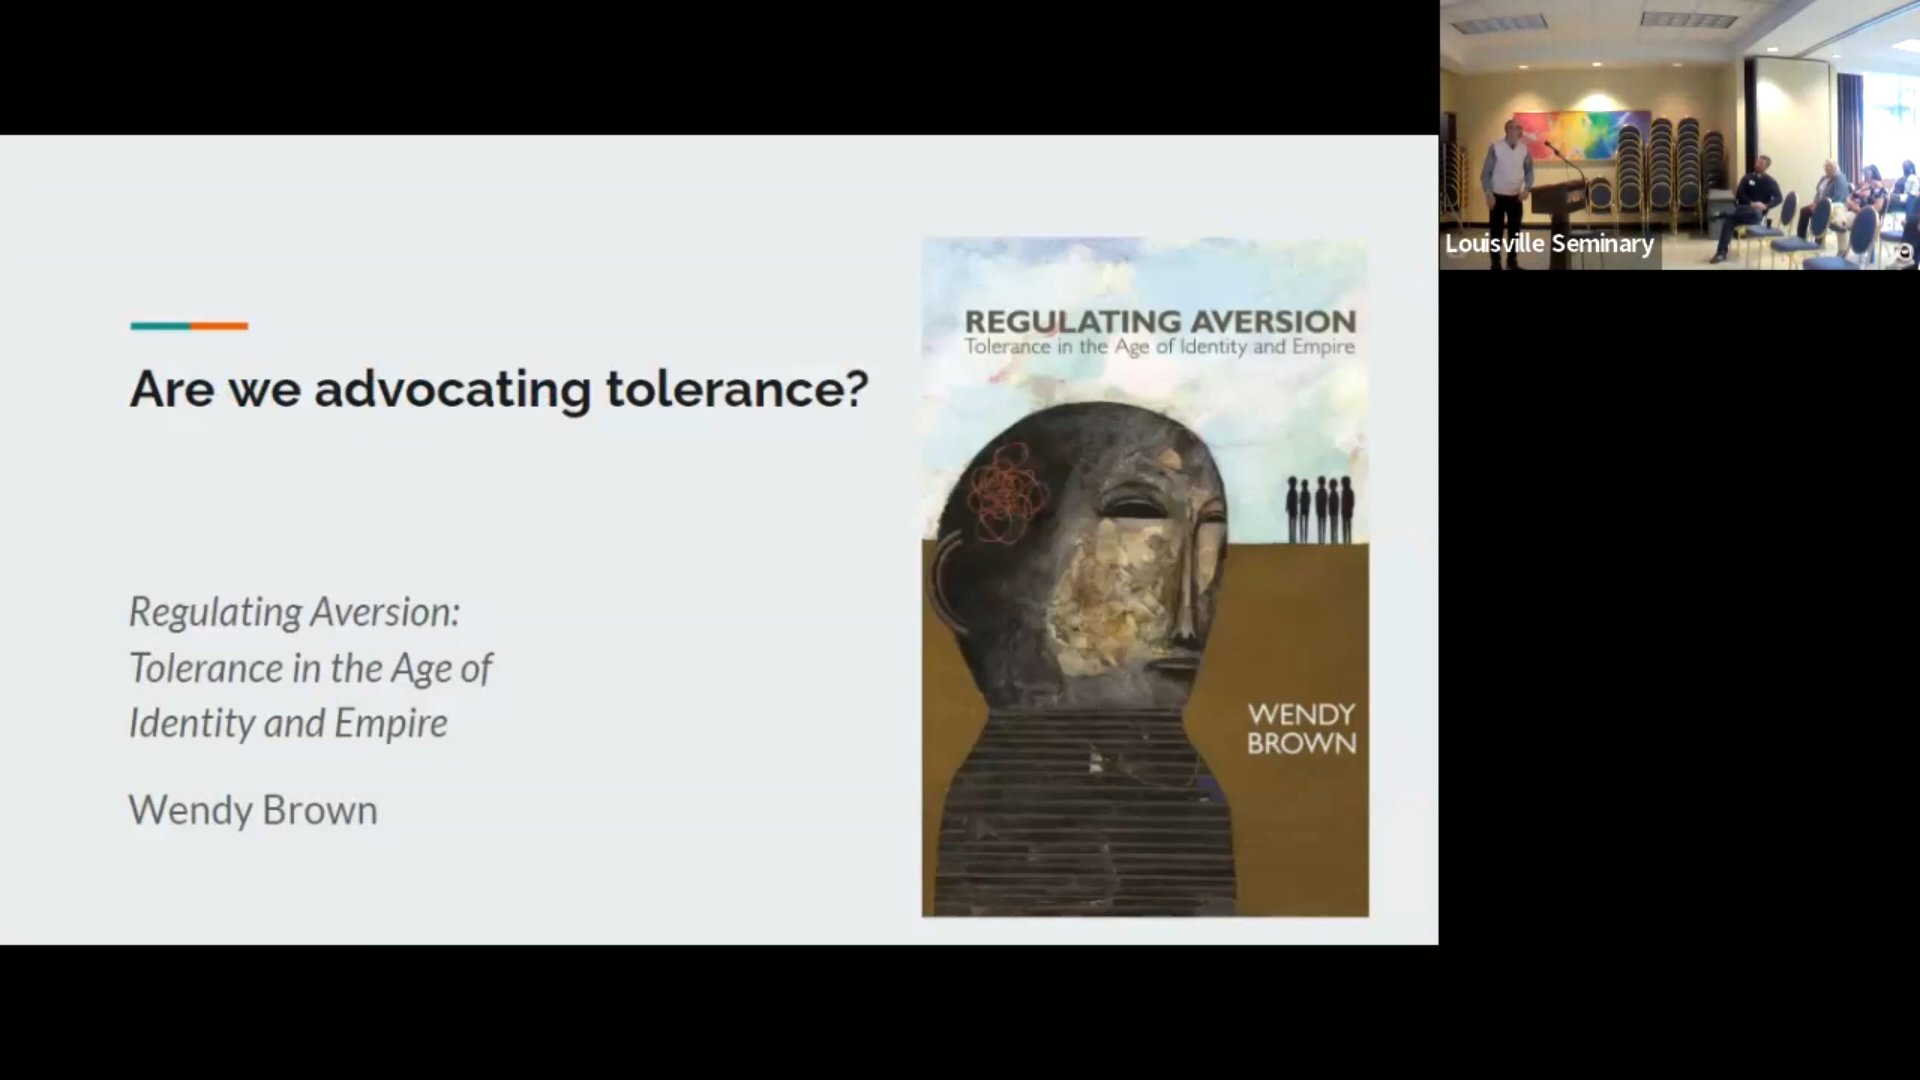 Are we advocating tolerance?
Regulating Aversion:
Tolerance in the Age of
Identity and Empire
Wendy Brown
REGULATING AVERSION
Tolerance in the Age of Identity and Empire
WENDY
BROWN
Louisville Seminary